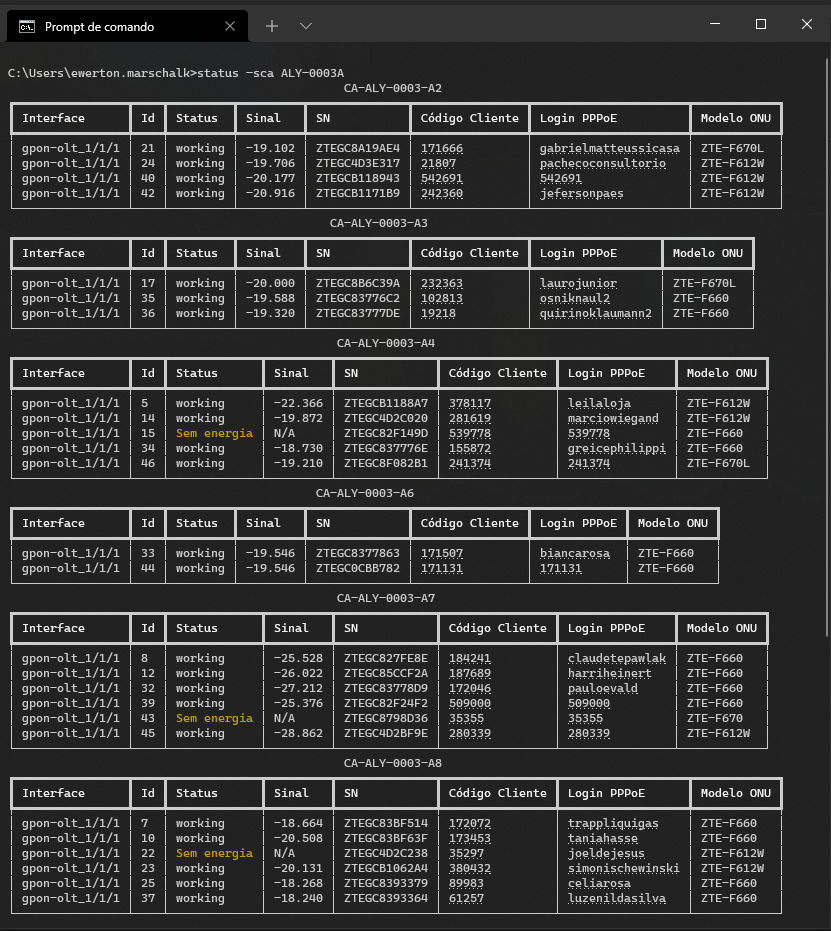 Prompt de comando
C:\Users\ewerton.marschalk>status -sca ALY-0003A
CA-ALY-0003-A2
Interface Id Status Sinal SN Código Cliente Login PPPoE Modelo ONU
gpon-olt_1/1/1 21 working -19.102 ZTEGC8A19AE4 171666 gabrielmatteussicasa ZTE-F670L
gpon-olt_1/1/1 24 working -19.706 ZTEGC4D3E317 21807 pachecoconsultorio ZTE-F612W
gpon-olt_1/1/1 40 working -20.177 ZTEGCB118943 542691 542691 ZTE-F612W
gpon-olt_1/1/1 42 working -20.916 ZTEGCB1171B9 242360 jefersonpaes ZTE-F612W
CA-ALY-0003-A3
Interface Id Status Sinal SN Código Cliente Login PPPoE Modelo ONU
gpon-olt_1/1/1 17 working -20.000 ZTEGC8B6C39A 232363 laurojunior ZTE-F670L
gpon-olt_1/1/1 35 working -19.588 ZTEGC83776C2 102813 osniknaul2 ZTE-F660
gpon-olt_1/1/1 36 working -19.320 ZTEGC83777DE 19218 quirinoklaumann2 ZTE-F660
CA-ALY-0003-A4
Interface Id Status Sinal SN Código Cliente Login PPPoE Modelo ONU
gpon-olt_1/1/1 5 working -22.366 ZTEGCB1188A7 378117 leilaloja ZTE-F612W
gpon-olt_1/1/1 14 working -19.872 ZTEGC4D2C020 281619 marciowiegand ZTE-F612W
gpon-olt_1/1/1 15 Sem energia N/A ZTEGC82F149D 539778 539778 ZTE-F660
gpon-olt_1/1/1 34 working -18.730 ZTEGC837776E 155872 greicephilippi ZTE-F660
gpon-olt_1/1/1 46 working -19.210 ZTEGC8F082B1 241374 241374 ZTE-F670L
CA-ALY-0003-A6
Interface Id Status Sinal SN Código Cliente Login PPPoE Modelo ONU
gpon-olt_1/1/1 33 working -19.546 ZTEGC8377863 171507 biancarosa ZTE-F660
gpon-olt_1/1/1 44 working -19.546 ZTEGC0CBB782 171131 171131 ZTE-F660
CA-ALY-0003-A7
Interface Id Status Sinal SN Código Cliente Login PPPoE Modelo ONU
gpon-olt_1/1/1 8 working -25.528 ZTEGC827FE8E 184241 claudetepawlak ZTE-F660
gpon-olt_1/1/1 12 working -26.022 ZTEGC85CCF2A 187689 harriheinert ZTE-F660
gpon-olt_1/1/1 32 working -27.212 ZTEGC83778D9 172046 pauloevald ZTE-F660
gpon-olt_1/1/1 39 working -25.376 ZTEGC82F24F2 509000 509000 ZTE-F660
gpon-olt_1/1/1 43 Sem energia N/A ZTEGC8798D36 35355 35355 ZTE-F670
gpon-olt_1/1/1 45 working -28.862 ZTEGC4D2BF9E 280339 280339 ZTE-F612W
CA-ALY-0003-A8
Interface Id Status Sinal SN Código Cliente Login PPPoE Modelo ONU
gpon-olt_1/1/1 7 working -18.664 ZTEGC83BF514 172072 trappliquigas ZTE-F660
gpon-olt_1/1/1 10 working -20.508 ZTEGC83BF63F 173453 taniahasse ZTE-F660
gpon-olt_1/1/1 22 Sem energia N/A ZTEGC4D2C238 35297 joeldejesus ZTE-F612W
gpon-olt_1/1/1 23 working -20.131 ZTEGCB1062A4 380432 simonischewinski ZTE-F612W
gpon-olt_1/1/1 25 working -18.268 ZTEGC8393379 89983 celiarosa ZTE-F660
gpon-olt_1/1/1 37 working -18.240 ZTEGC8393364 61257 luzenildasilva ZTE-F660